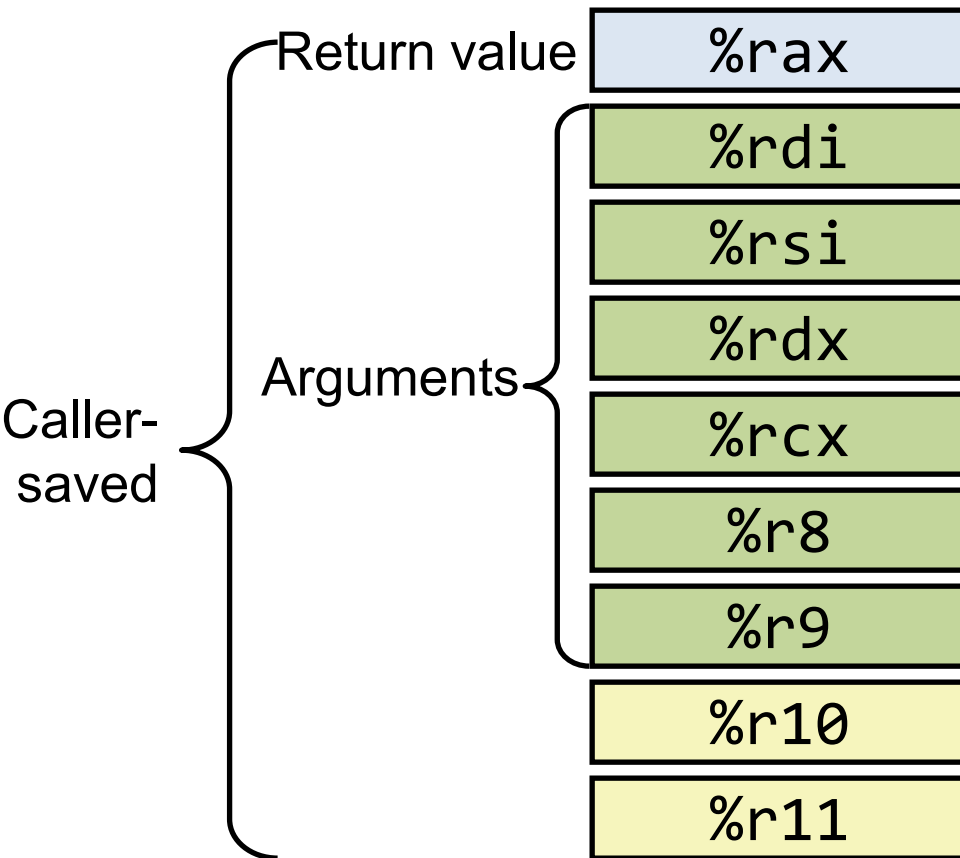 Return value
%rax
%rdi
%rsi
%rdx
Arguments
%rcx
Caller-
saved
%r8
%r9
%r10
%r11